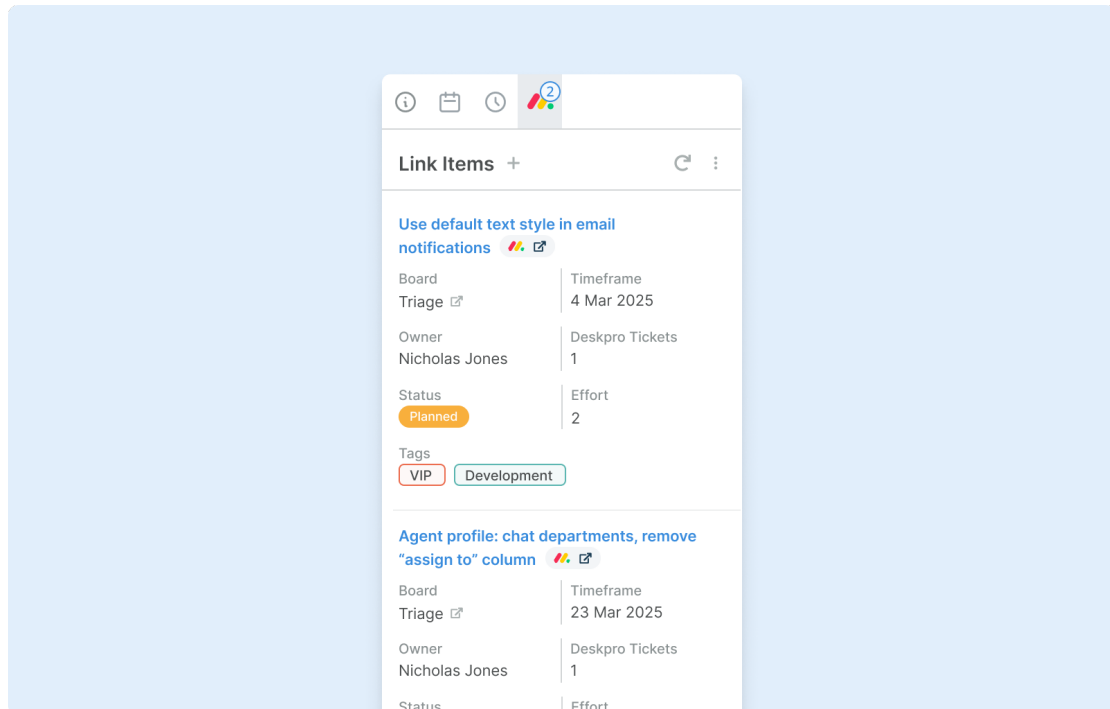 2
Link Items
Use default text style in email
notifications
Board
Timeframe
Triage
4 Mar 2025
Owner
Deskpro Tickets
Nicholas Jones
1
Status
Effort
Planned
2
Tags
VIP
Development
Agent profile: chat departments, remove
“assign to” column
Board
Timeframe
Triage
23 Mar 2025
Owner
Deskpro Tickets
Nicholas Jones
1
Status
Effort